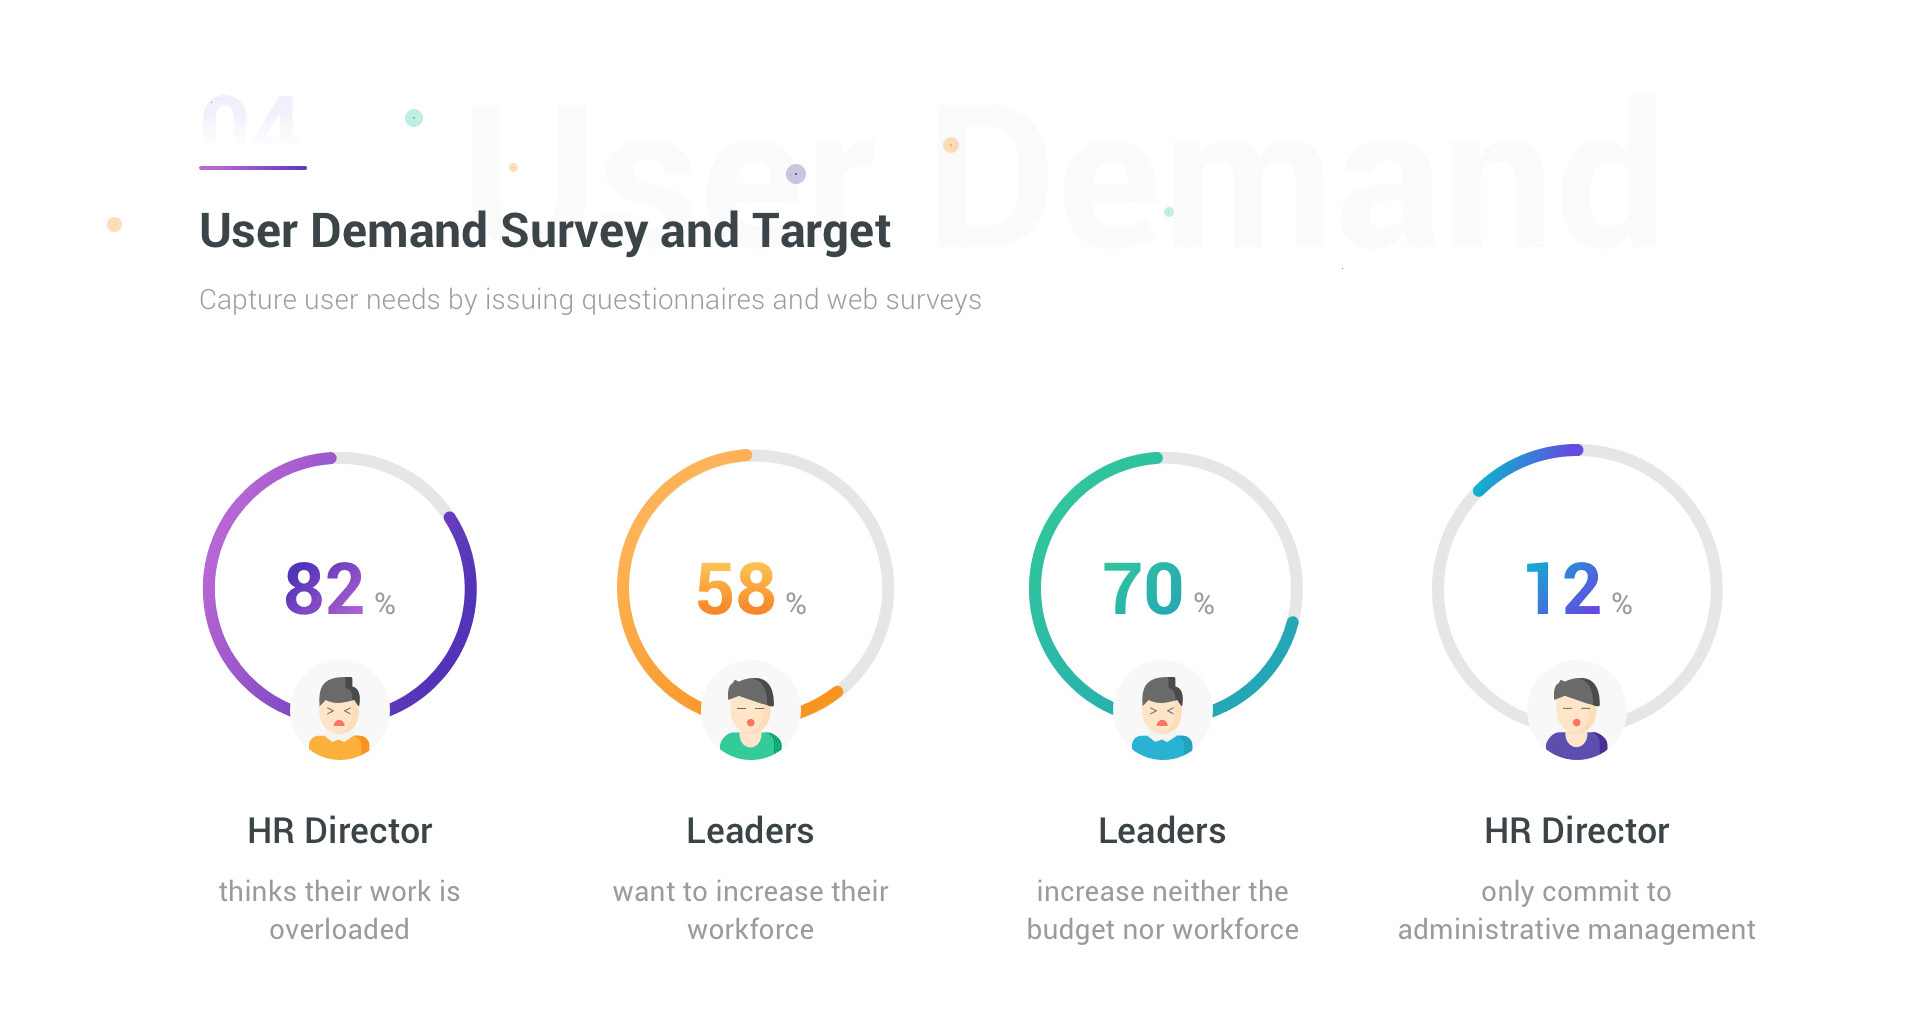 04
User Demand
User Demand Survey and Target
Capture user needs by issuing questionnaires and web surveys
82 %
58 %
70 %
12 %
HR Director
thinks their work is
overloaded
Leaders
want to increase their
workforce
Leaders
increase neither the
budget nor workforce
HR Director
only commit to
administrative management